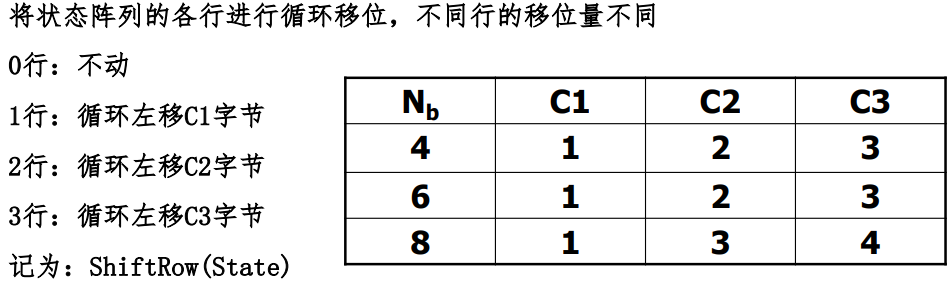 将状态阵列的各行进行循环移位，不同行的移位量不同
0行：不动
1行：循环左移C1字节
2行：循环左移C2字节
3行：循环左移C3字节
记为：ShiftRow(State)
Nb C1 C2 C3
4 1 2 3
6 1 2 3
8 1 3 4